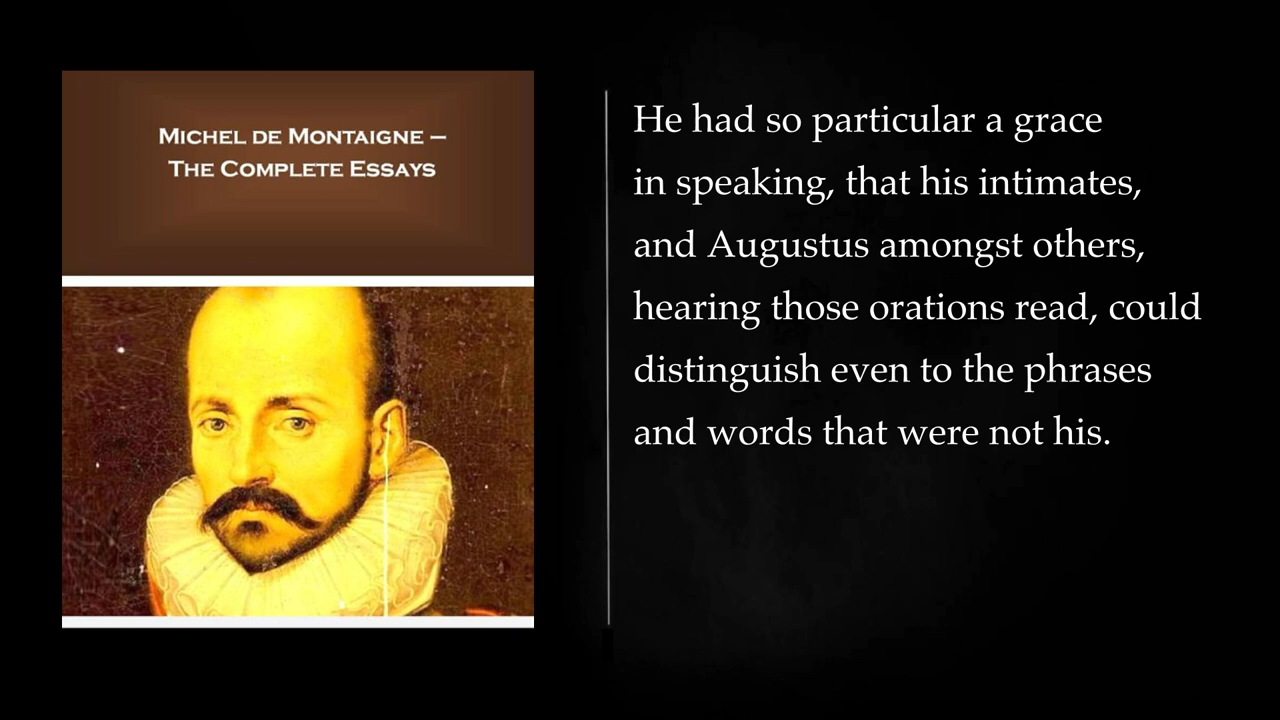 MICHEL DE MONTAIGNE –
THE COMPLETE ESSAYS
He had so particular a grace
in speaking, that his intimates,
and Augustus amongst others,
hearing those orations read, could
distinguish even to the phrases
and words that were not his.